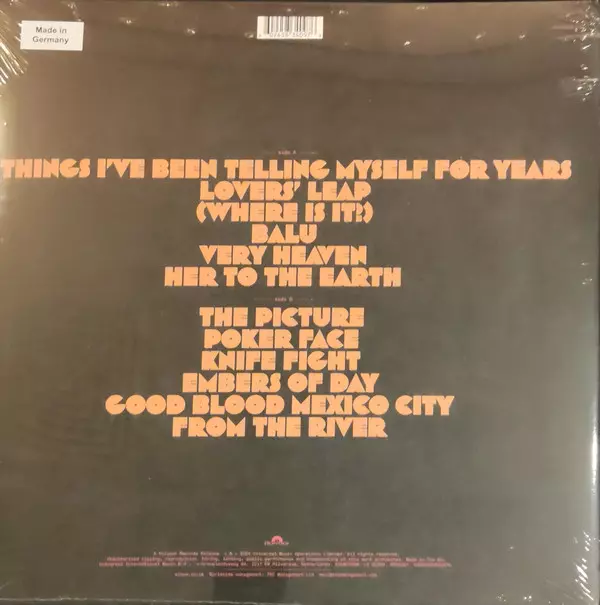 Made in
Germany
side A
THINGS I'VE BEEN TELLING MYSELF FOR YEARS
LOVERS' LEAP
(WHERE IS IT?)
BALU
VERY HEAVEN
HER TO THE EARTH
side B
THE PICTURE
POKER FACE
KNIFE FIGHT
EMBERS OF DAY
GOOD BLOOD MEXICO CITY
FROM THE RIVER